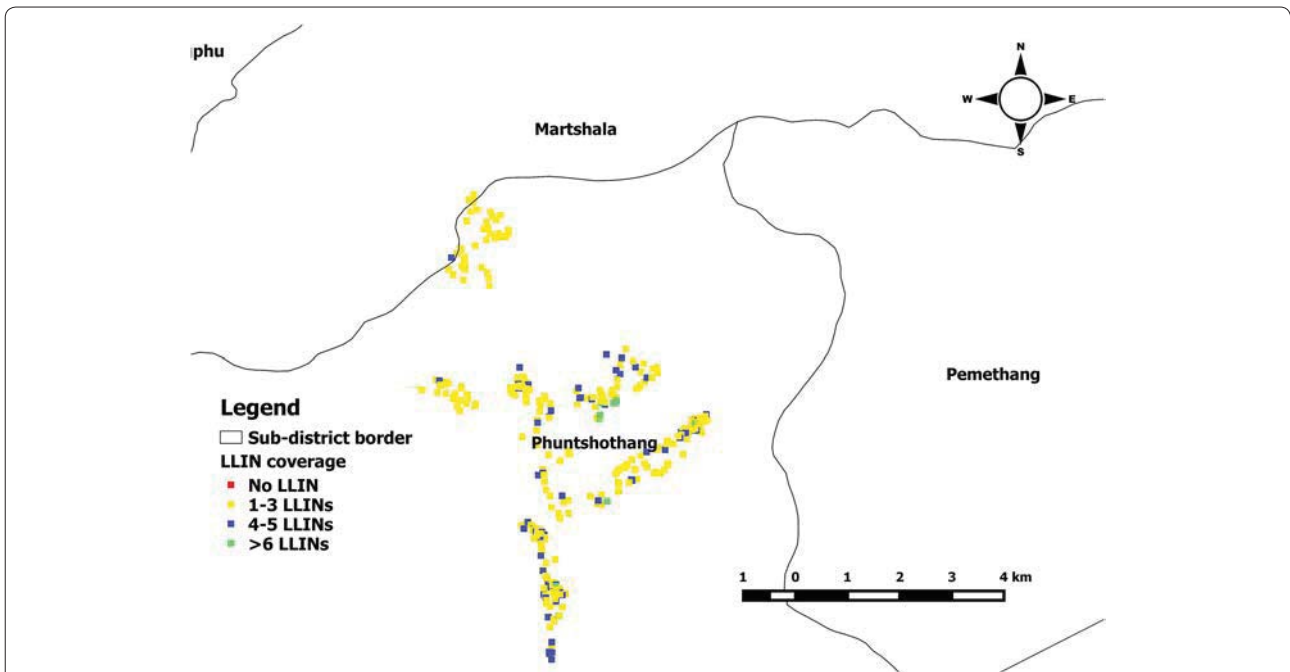 phu
N
W E
S
Martshala
Pemethang
Legend
Sub-district border
LLIN coverage
No LLIN
1-3 LLINs
4-5 LLINs
>6 LLINs
Phuntshothang
1 0 1 2 3 4 km